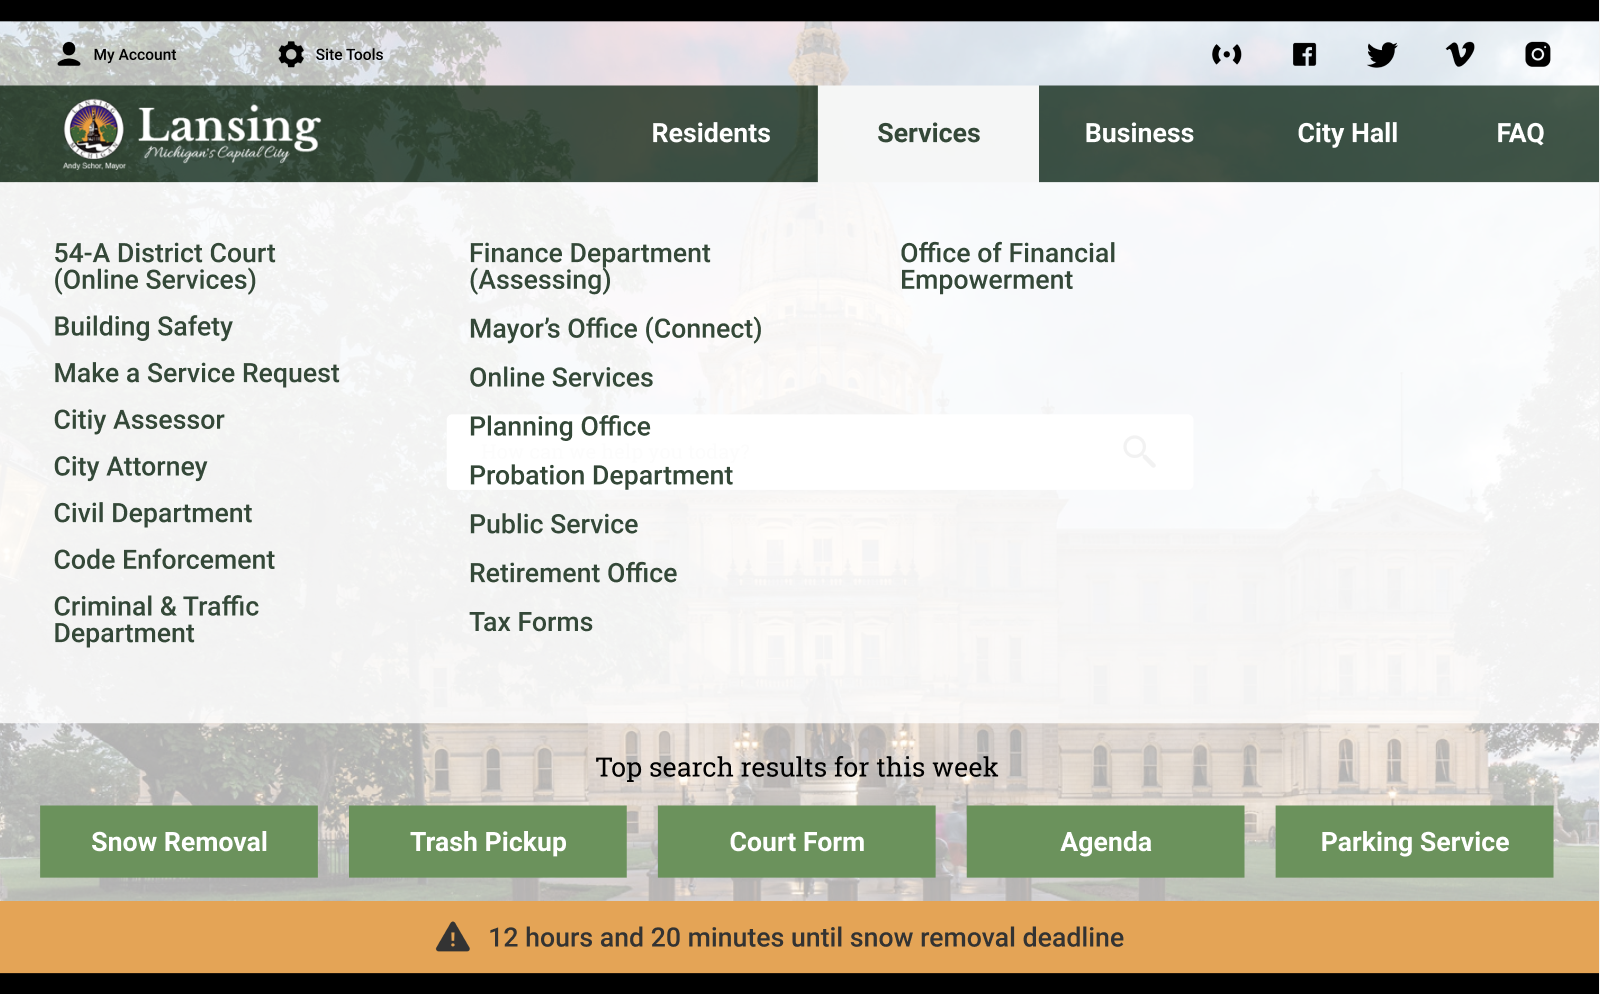 My Account
Site Tools
LANSING
MICHIGAN
Andy Schor, Mayor
Lansing
Michigan's Capital City
Residents
Services
Business
City Hall
FAQ
54-A District Court
(Online Services)
Building Safety
Make a Service Request
Citiy Assessor
City Attorney
Civil Department
Code Enforcement
Criminal & Traffic
Department
Finance Department
(Assessing)
Mayor’s Office (Connect)
Online Services
Planning Office
Probation Department
Public Service
Retirement Office
Tax Forms
Office of Financial
Empowerment
Top search results for this week
Snow Removal
Trash Pickup
Court Form
Agenda
Parking Service
12 hours and 20 minutes until snow removal deadline